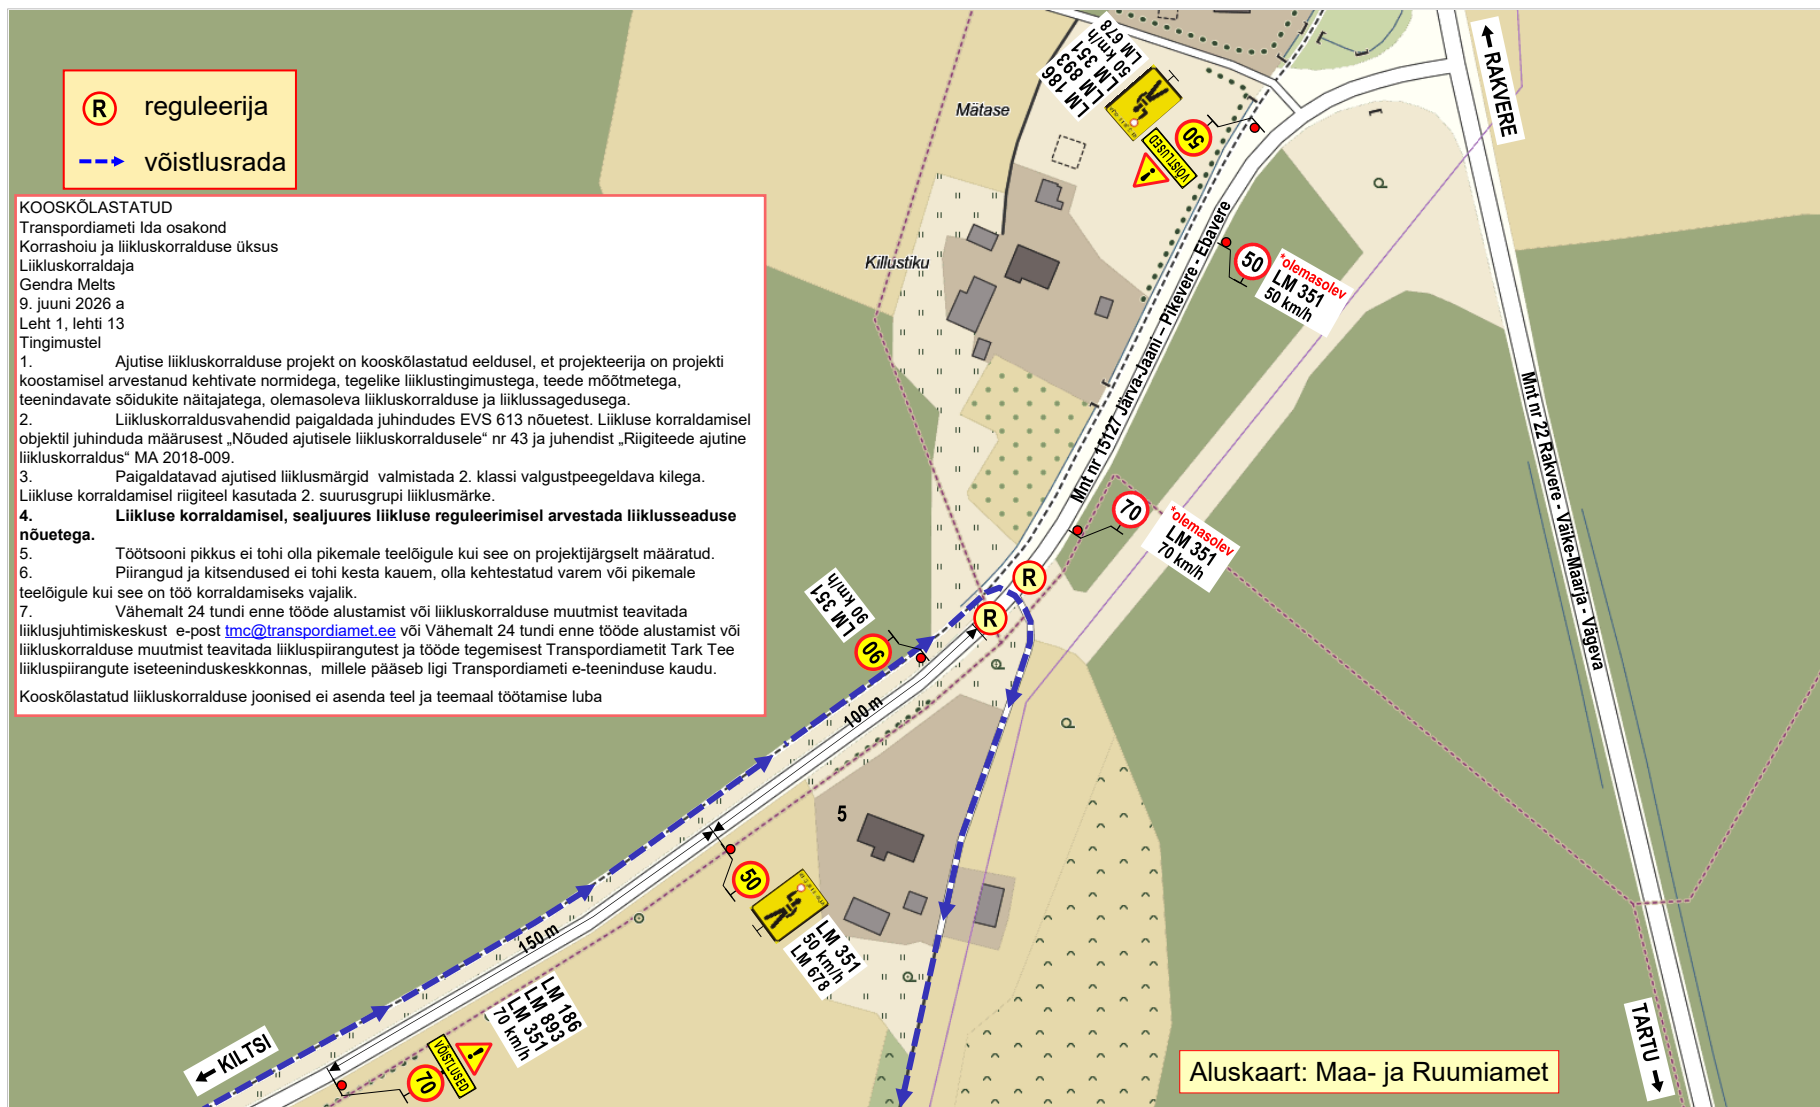 R reguleerija
võistlusrada
KOOSKÕLASTATUD
Transpordiameti Ida osakond
Korrashoiu ja liikluskorralduse üksus
Liikluskorraldaja
Gendra Melts
9. juuni 2026 a
Leht 1, lehti 13
Tingimustel
1. Ajutise liikluskorralduse projekt on kooskõlastatud eeldusel, et projekteerija on projekti
koostamisel arvestanud kehtivate normidega, tegelike liiklustingimustega, teede mõõtmetega,
teenindavate sõidukite näitajatega, olemasoleva liikluskorralduse ja liiklussagedusega.
2. Liikluskorraldusvahendid paigaldada juhindudes EVS 613 nõuetest. Liikluse korraldamisel
objektil juhinduda määrusest „Nõuded ajutisele liikluskorraldusele“ nr 43 ja juhendist „Riigiteede ajutine
liikluskorraldus“ MA 2018-009.
3. Paigaldatavad ajutised liiklusmärgid valmistada 2. klassi valgustpeegeldava kilega.
Liikluse korraldamisel riigiteel kasutada 2. suurusgrupi liiklusmärke.
4. Liikluse korraldamisel, sealjuures liikluse reguleerimisel arvestada liiklusseaduse
nõuetega.
5. Töötsooni pikkus ei tohi olla pikemale teelõigule kui see on projektijärgselt määratud.
6. Piirangud ja kitsendused ei tohi kesta kauem, olla kehtestatud varem või pikemale
teelõigule kui see on töö korraldamiseks vajalik.
7. Vähemalt 24 tundi enne tööde alustamist või liikluskorralduse muutmist teavitada
liiklusjuhtimiskeskust e-post tmc@transpordiamet.ee või Vähemalt 24 tundi enne tööde alustamist või
liikluskorralduse muutmist teavitada liikluspiirangutest ja tööde tegemisest Transpordiametit Tark Tee
liikluspiirangute iseteeninduskeskkonnas, millele pääseb ligi Transpordiameti e-teeninduse kaudu.
Kooskõlastatud liikluskorralduse joonised ei asenda teel ja teemaal töötamise luba
Mätase
Killustiku
LM 186
LM 893
LM 351
50 km/h
LM 678
VÕISTLUSED
50
RAKVERE
Mnt nr 15127 Järva-Jaani – Pikevere - Ebavere
50
*olemasolev
LM 351
50 km/h
Mnt nr 22 Rakvere - Väike-Maarja - Vägeva
70
*olemasolev
LM 351
70 km/h
R
R
LM 351
90 km/h
90
100 m
5
50
LM 351
50 km/h
LM 678
150 m
LM 186
LM 893
LM 351
70 km/h
VÕISTLUSED
70
KILTSI
TARTU
Aluskaart: Maa- ja Ruumiamet